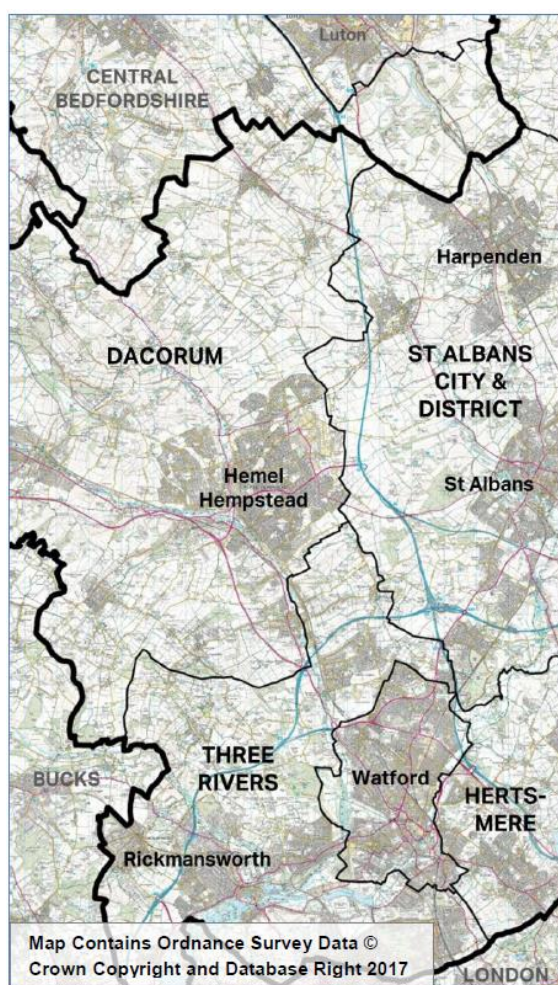 Luton
CENTRAL
BEDFORDSHIRE
Harpenden
DACORUM
ST ALBANS
CITY &
DISTRICT
Hemel
Hempstead
St Albans
THREE
RIVERS
BUCKS
Watford
HERTS-
MERE
Rickmansworth
Map Contains Ordnance Survey Data ©
Crown Copyright and Database Right 2017
LONDON